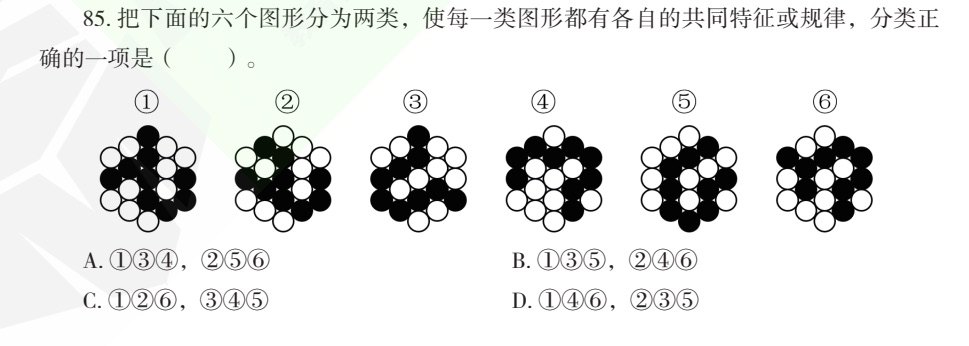 85. 把下面的六个图形分为两类，使每一类图形都有各自的共同特征或规律，分类正
确的一项是（　　）。
① ② ③ ④ ⑤ ⑥
A. ①③④，②⑤⑥ B. ①③⑤，②④⑥
C. ①②⑥，③④⑤ D. ①④⑥，②③⑤